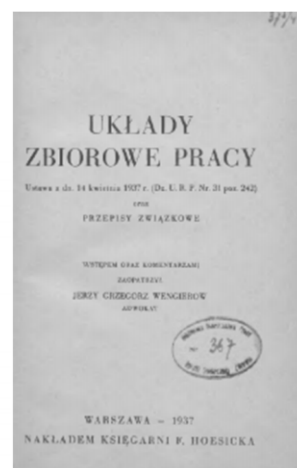 UKŁADY
ZBIOROWE PRACY
Ustawa z dn. 14 kwietnia 1937 r. (Dz. U. R. P. Nr. 31 poz. 242)
oraz
PRZEPISY ZWIĄZKOWE
WSTĘPEM ORAZ KOMENTARZAMI
ZAOPATRZYŁ
JERZY GRZEGORZ WENGIEROW
ADWOKAT
367
WARSZAWA — 1937
NAKŁADEM KSIĘGARNI F. HOESICKA